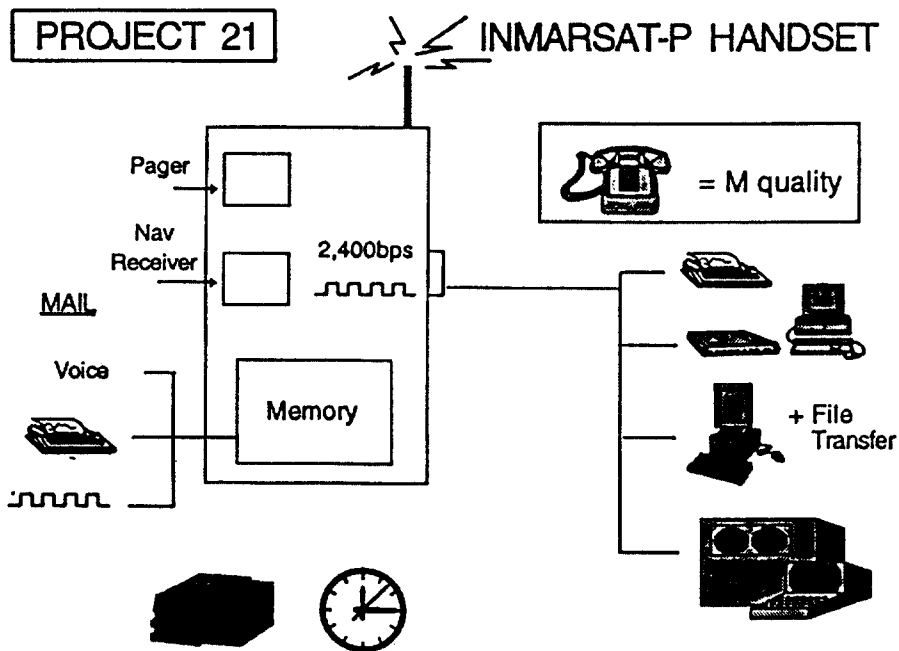 PROJECT 21
INMARSAT-P HANDSET
Pager
Nav
Receiver
2,400bps
= M quality
MAIL
Voice
Memory
+ File
Transfer